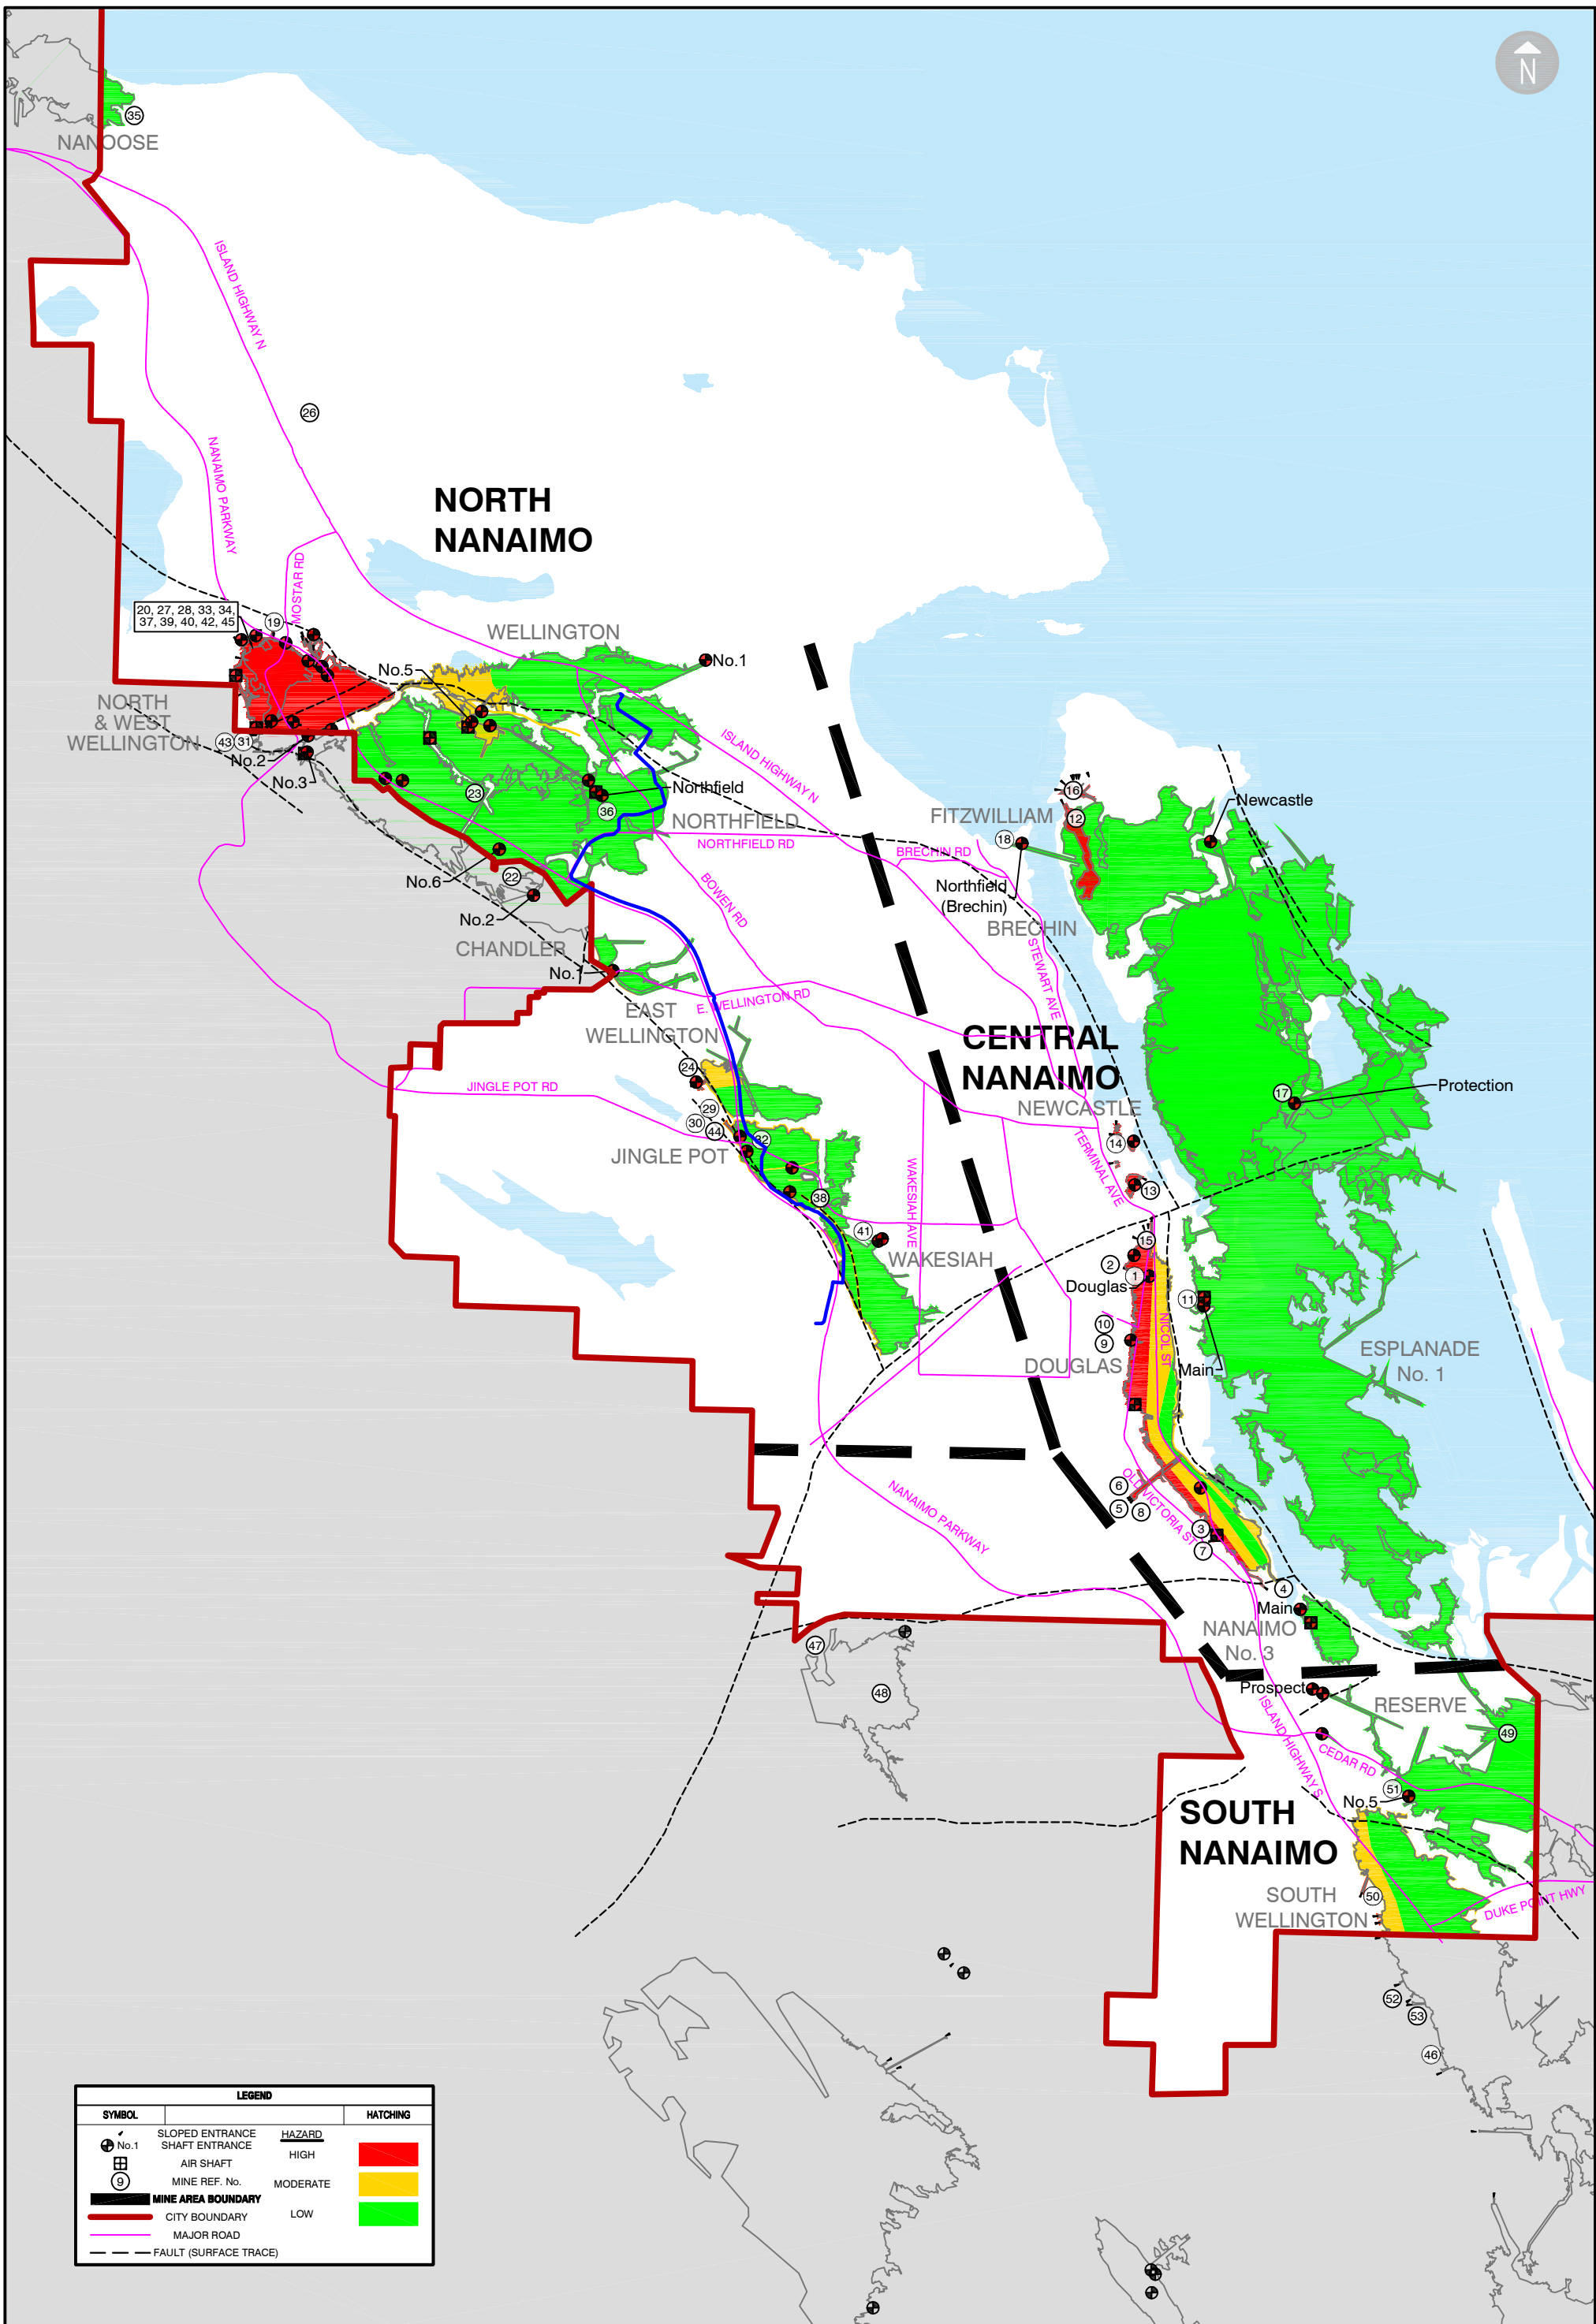 N
35
NANOOSE
ISLAND HIGHWAY N
26
NANAIMO PARKWAY
NORTH
NANAIMO
MOSTAR RD
20, 27, 28, 33, 34,
37, 39, 40, 42, 45
19
WELLINGTON
No.1
No.5
NORTH
& WEST
WELLINGTON
43
31
No.2
No.3
ISLAND HIGHWAY N
23
Northfield
36
NORTHFIELD
NORTHFIELD RD
16
12
FITZWILLIAM
18
BRECHIN RD
Newcastle
No.6
22
BOWEN RD
Northfield
(Brechin)
No.2
BRECHIN
CHANDLER
No.1
STEWART AVE
E. WELLINGTON RD
EAST
WELLINGTON
CENTRAL
NANAIMO
24
JINGLE POT RD
17
Protection
NEWCASTLE
29
30
44
32
14
JINGLE POT
TERMINAL AVE
WAKESIAH AVE
38
13
41
WAKESIAH
15
2
1
Douglas
11
10
9
NICOL ST
DOUGLAS
Main
ESPLANADE
No. 1
OLD VICTORIA ST
6
5
8
NANAIMO PARKWAY
3
7
4
Main
NANAIMO
No. 3
47
48
Prospect
RESERVE
49
ISLAND HIGHWAY S
CEDAR RD
51
No.5
SOUTH
NANAIMO
SOUTH
WELLINGTON
50
DUKE POINT HWY
52
53
46
LEGEND
SYMBOL
HATCHING
SLOPED ENTRANCE
HAZARD
No.1
SHAFT ENTRANCE
HIGH
AIR SHAFT
9
MINE REF. No.
MODERATE
MINE AREA BOUNDARY
CITY BOUNDARY
LOW
MAJOR ROAD
FAULT (SURFACE TRACE)